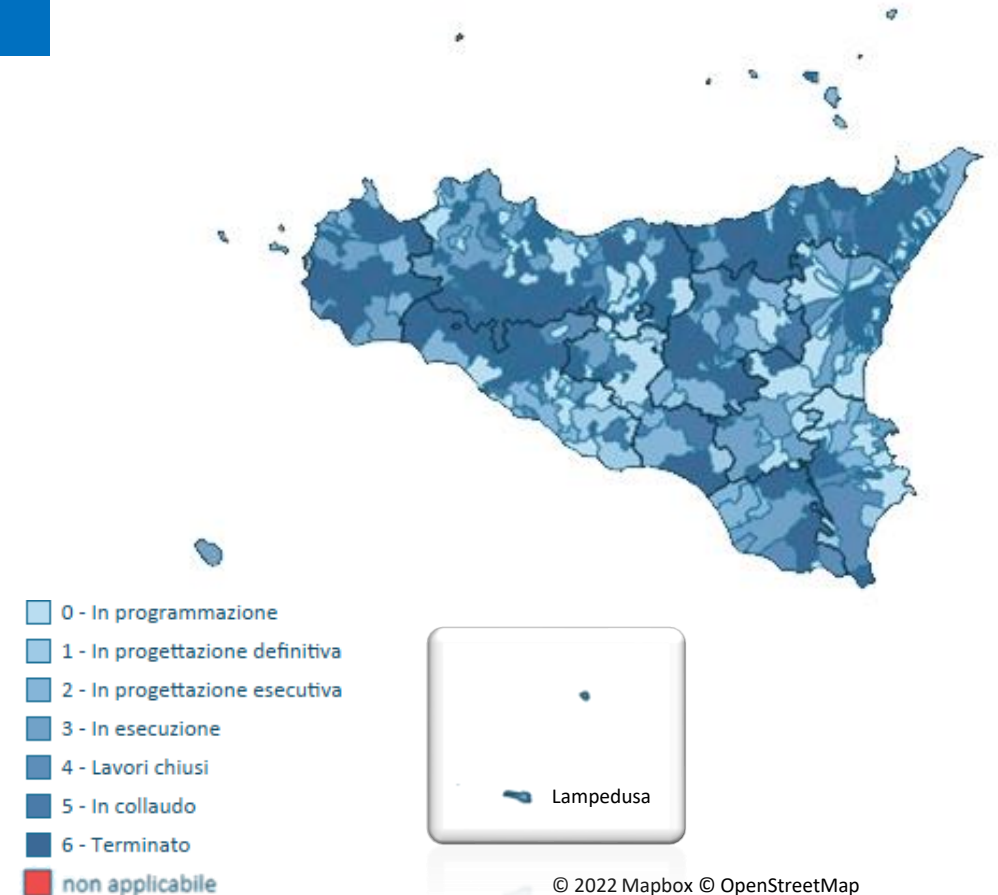 0 - In programmazione
1 - In progettazione definitiva
2 - In progettazione esecutiva
3 - In esecuzione
4 - Lavori chiusi
5 - In collaudo
6 - Terminato
non applicabile
Lampedusa
© 2022 Mapbox © OpenStreetMap